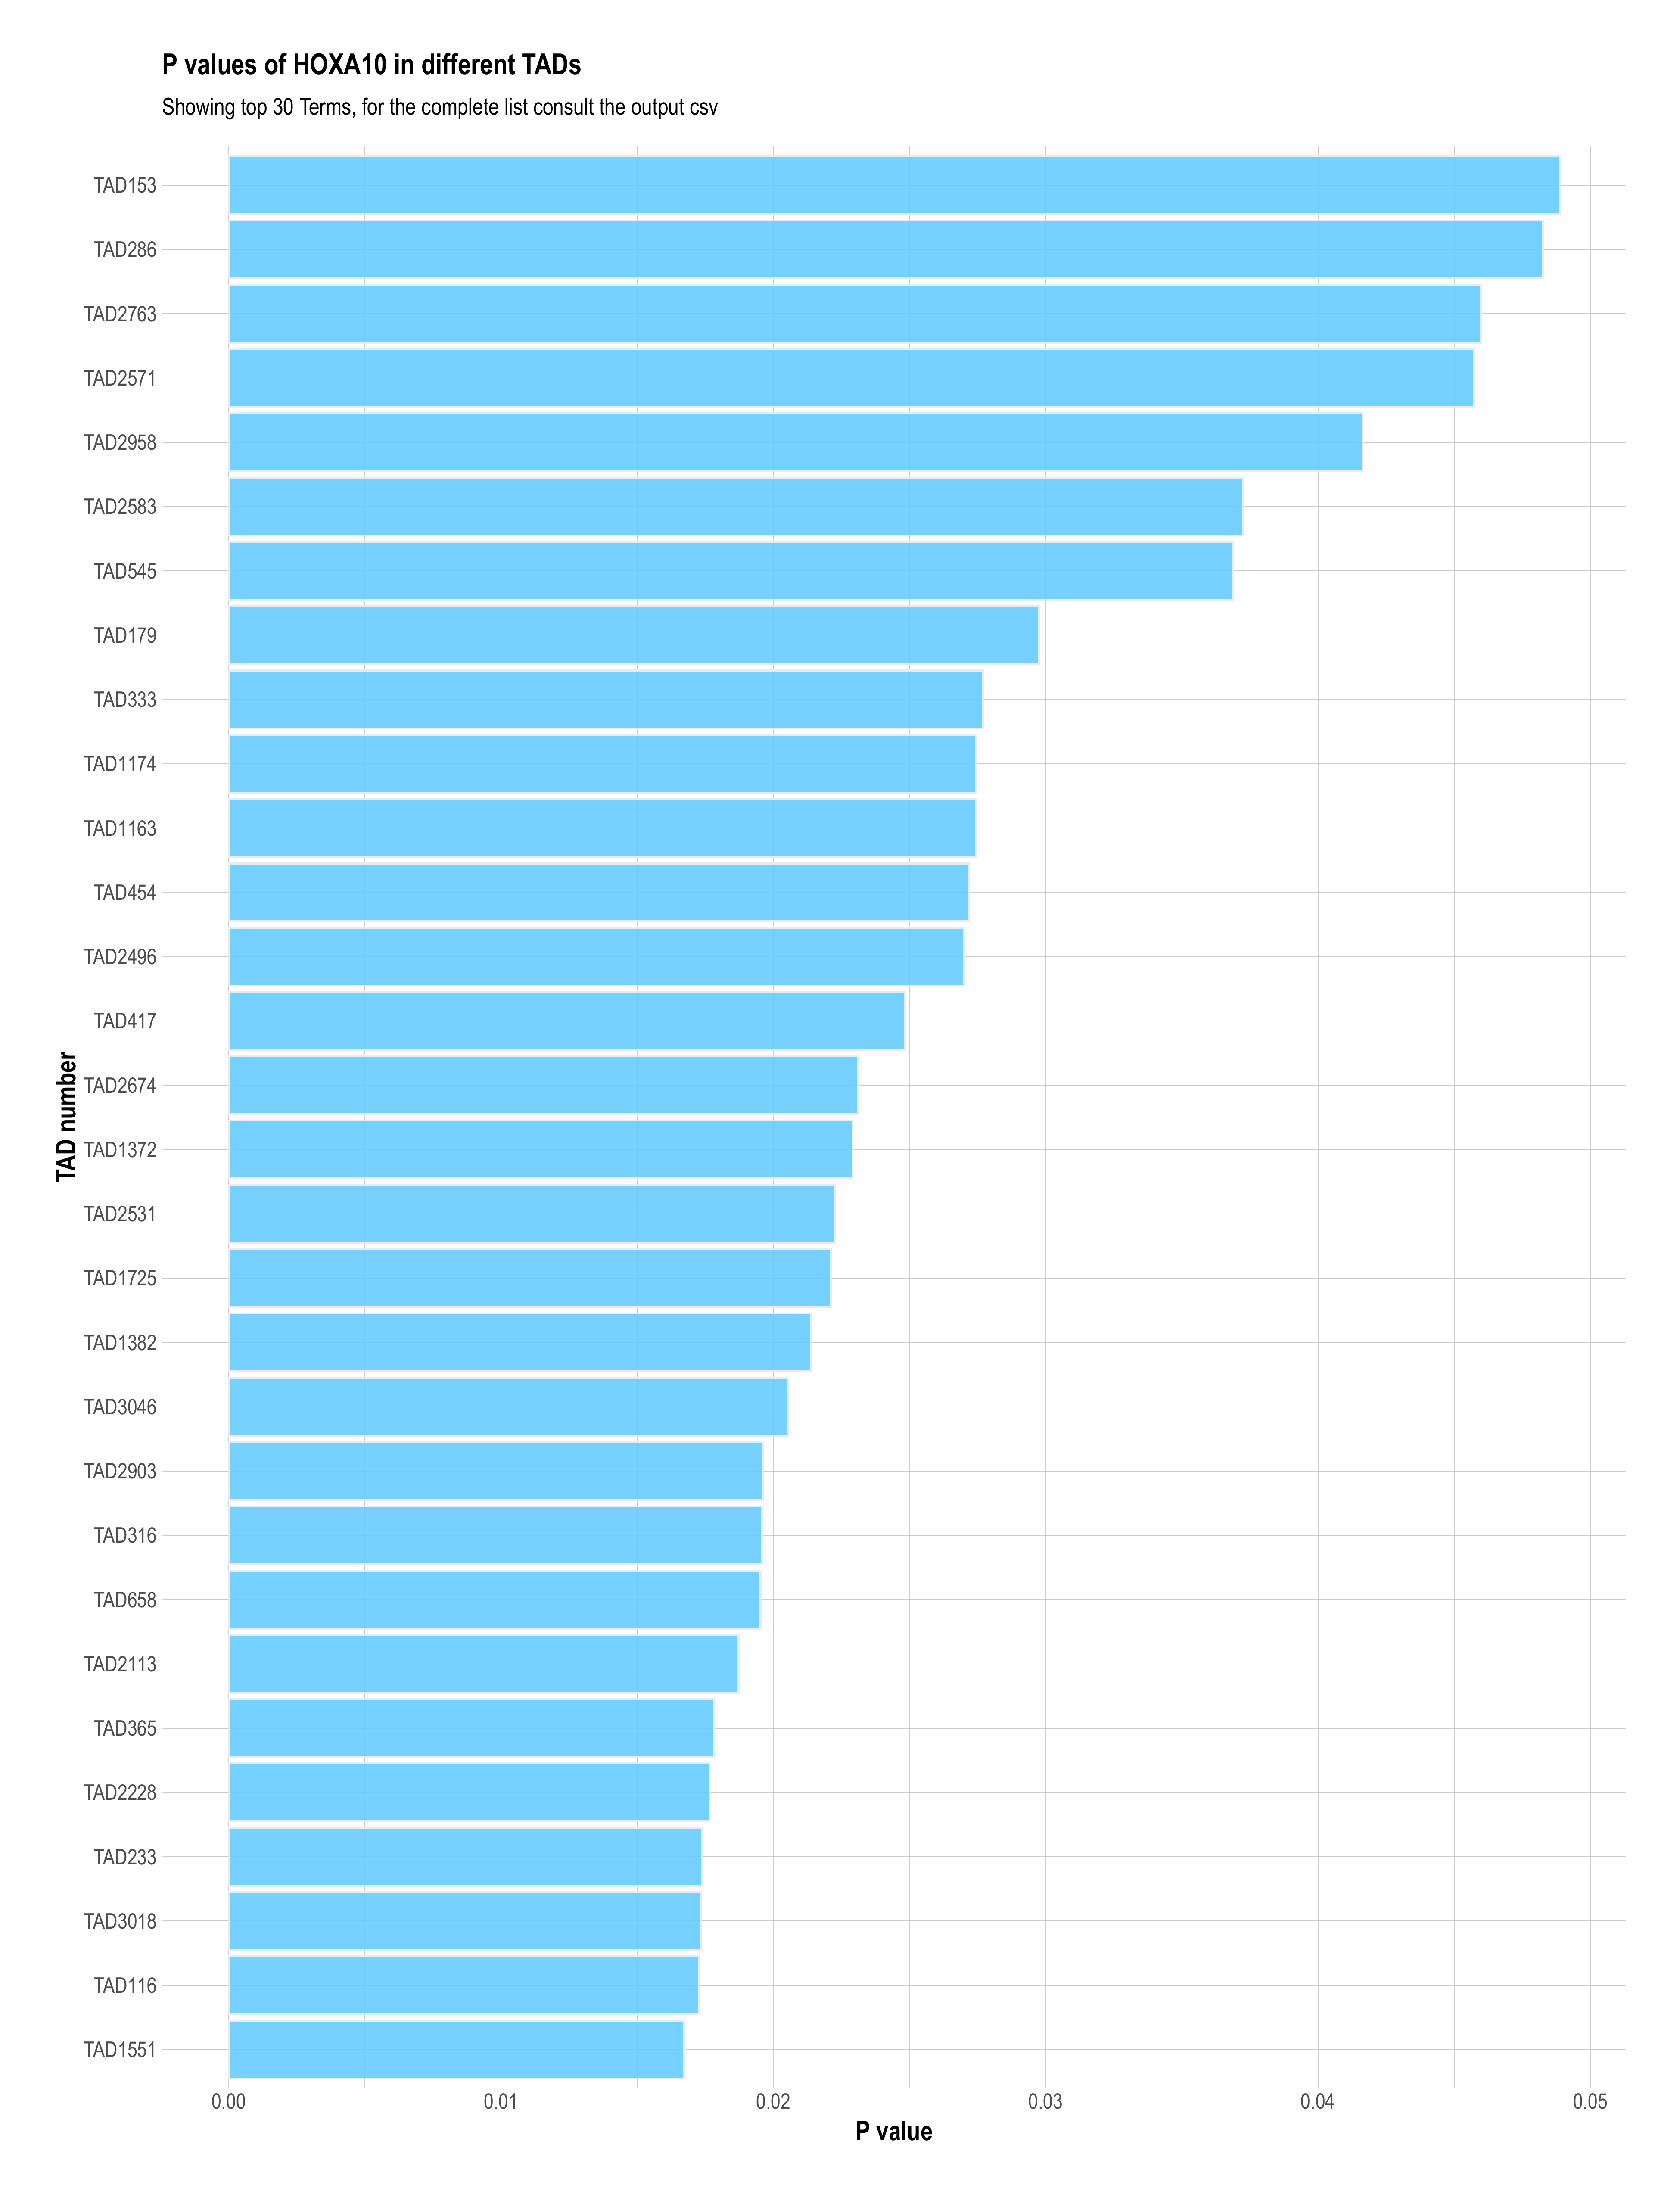 P values of HOXA10 in different TADs
Showing top 30 Terms, for the complete list consult the output csv
TAD number
TAD153
TAD286
TAD2763
TAD2571
TAD2958
TAD2583
TAD545
TAD179
TAD333
TAD1174
TAD1163
TAD454
TAD2496
TAD417
TAD2674
TAD1372
TAD2531
TAD1725
TAD1382
TAD3046
TAD2903
TAD316
TAD658
TAD2113
TAD365
TAD2228
TAD233
TAD3018
TAD116
TAD1551
0.00 0.01 0.02 0.03 0.04 0.05
P value